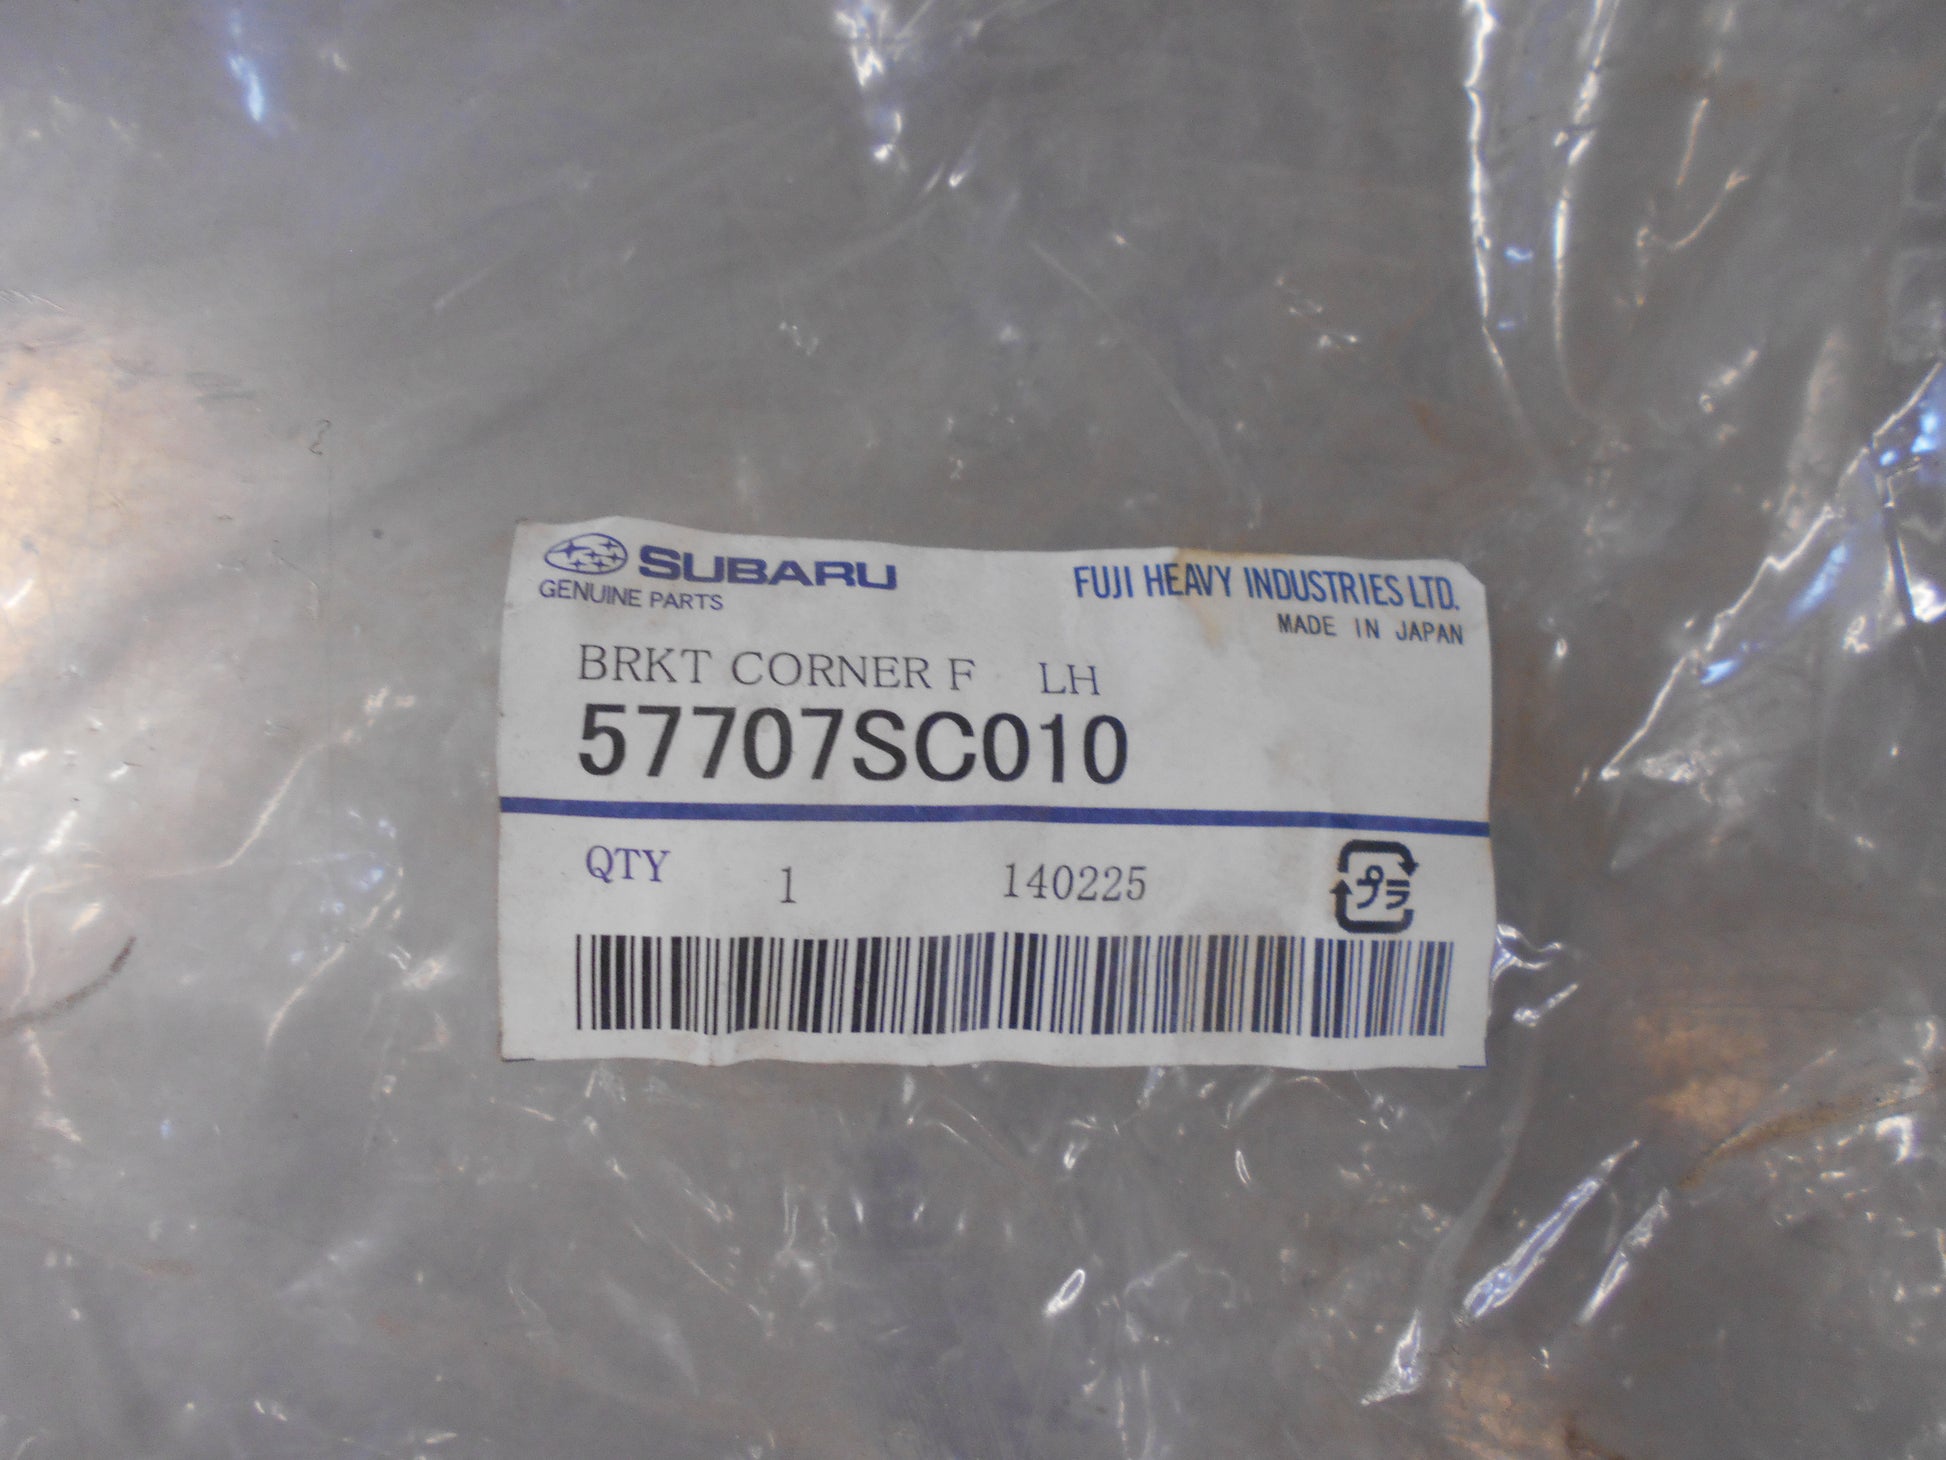 SUBARU
GENUINE PARTS
FUJI HEAVY INDUSTRIES LTD.
MADE IN JAPAN
BRKT CORNER F LH
57707SC010
QTY 1 140225
プラ